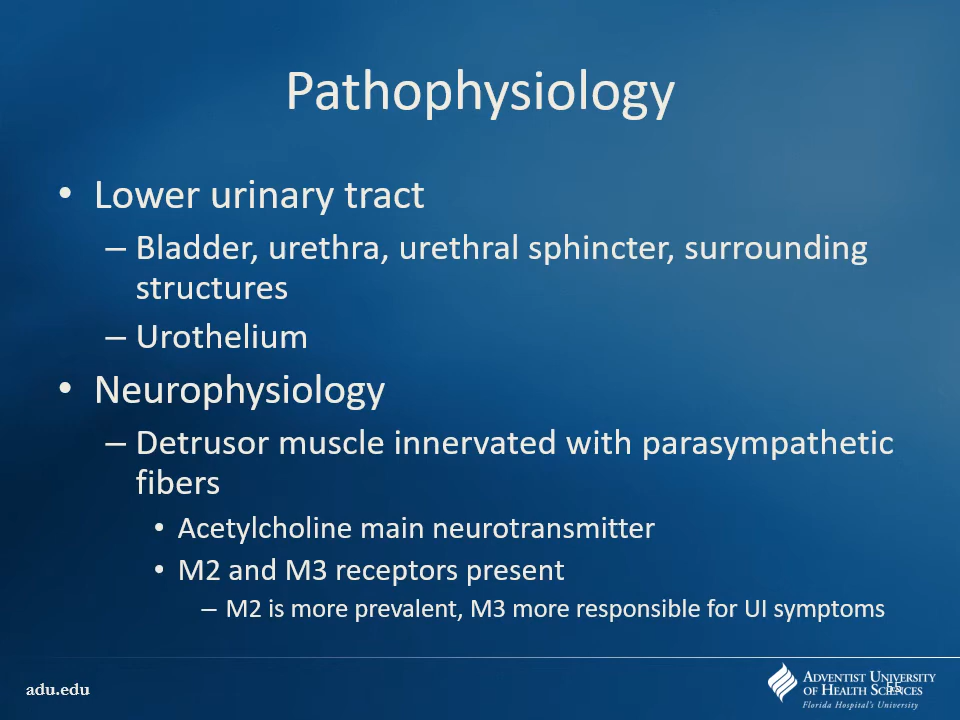 Pathophysiology
• Lower urinary tract
– Bladder, urethra, urethral sphincter, surrounding
structures
– Urothelium
• Neurophysiology
– Detrusor muscle innervated with parasympathetic
fibers
• Acetylcholine main neurotransmitter
• M2 and M3 receptors present
– M2 is more prevalent, M3 more responsible for UI symptoms
adu.edu
ADVENTIST UNIVERSITY
OF HEALTH SCIENCES
Florida Hospital's University
55